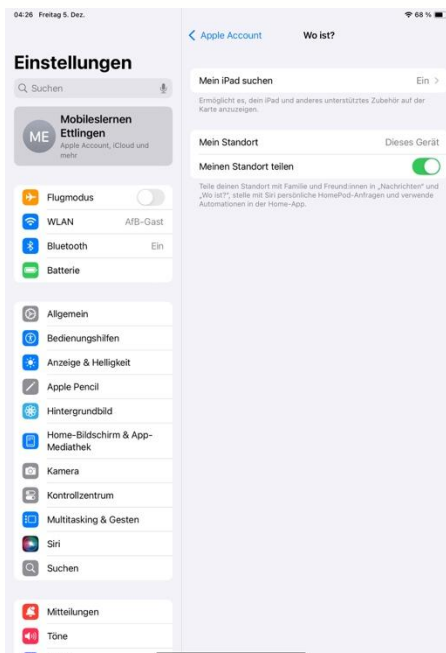 04:26 Freitag 5. Dez.
68 %
Einstellungen
Suchen
ME
Mobileslernen
Ettlingen
Apple Account, iCloud und
mehr
Flugmodus
WLAN AfB-Gast
Bluetooth Ein
Batterie
Allgemein
Bedienungshilfen
Anzeige & Helligkeit
Apple Pencil
Hintergrundbild
Home-Bildschirm & App-
Mediathek
Kamera
Kontrollzentrum
Multitasking & Gesten
Siri
Suchen
Mitteilungen
Töne
Apple Account Wo ist?
Mein iPad suchen Ein
Ermöglicht es, dein iPad und anderes unterstütztes Zubehör auf der
Karte anzuzeigen.
Mein Standort Dieses Gerät
Meinen Standort teilen
Teile deinen Standort mit Familie und Freund:innen in „Nachrichten“ und
„Wo ist?“, stelle mit Siri persönliche HomePod-Anfragen und verwende
Automationen in der Home-App.